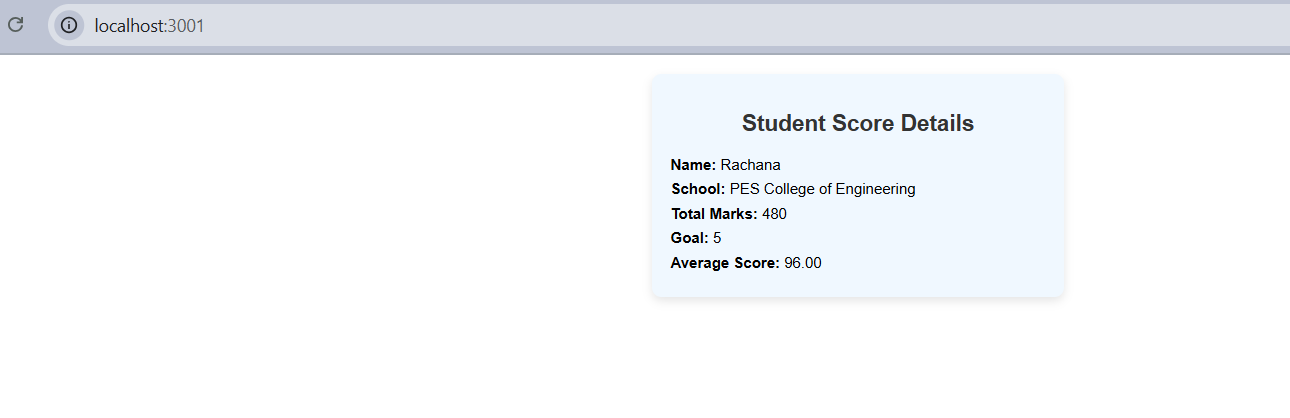 localhost:3001
Student Score Details
Name: Rachana
School: PES College of Engineering
Total Marks: 480
Goal: 5
Average Score: 96.00